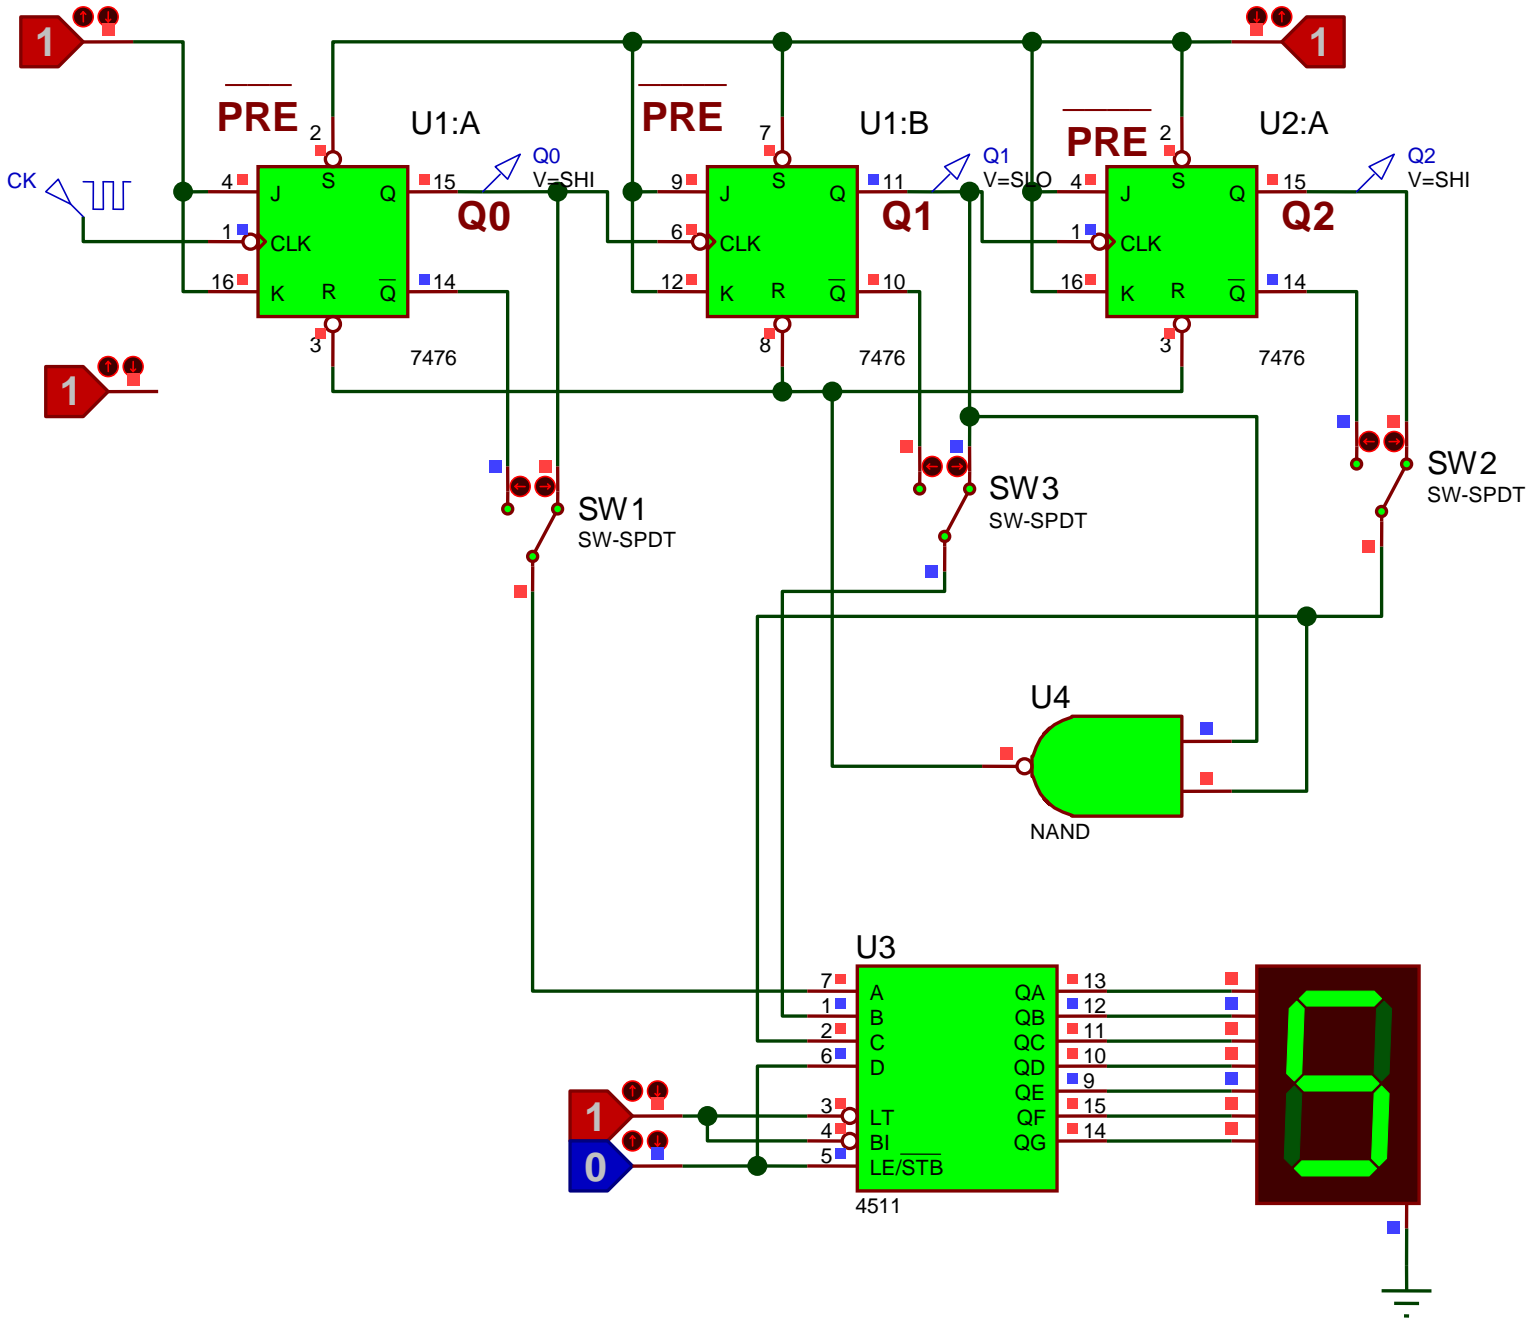 1
1
PRE
U1:A
PRE
U1:B
PRE
U2:A
2
7
2
CK
Q0
V=SHI
Q1
V=SLO
Q2
V=SHI
4
J
S
Q
15
9
J
S
Q
11
4
J
S
Q
15
Q0
Q1
Q2
1
CLK
6
CLK
1
CLK
16
K
R
Q
14
12
K
R
Q
10
16
K
R
Q
14
3
7476
8
7476
3
7476
1
SW1
SW-SPDT
SW3
SW-SPDT
SW2
SW-SPDT
U4
NAND
U3
7
A
QA
13
1
B
QB
12
2
C
QC
11
6
D
QD
10
QE
9
1
3
LT
QF
15
4
BI
QG
14
0
5
LE/STB
4511